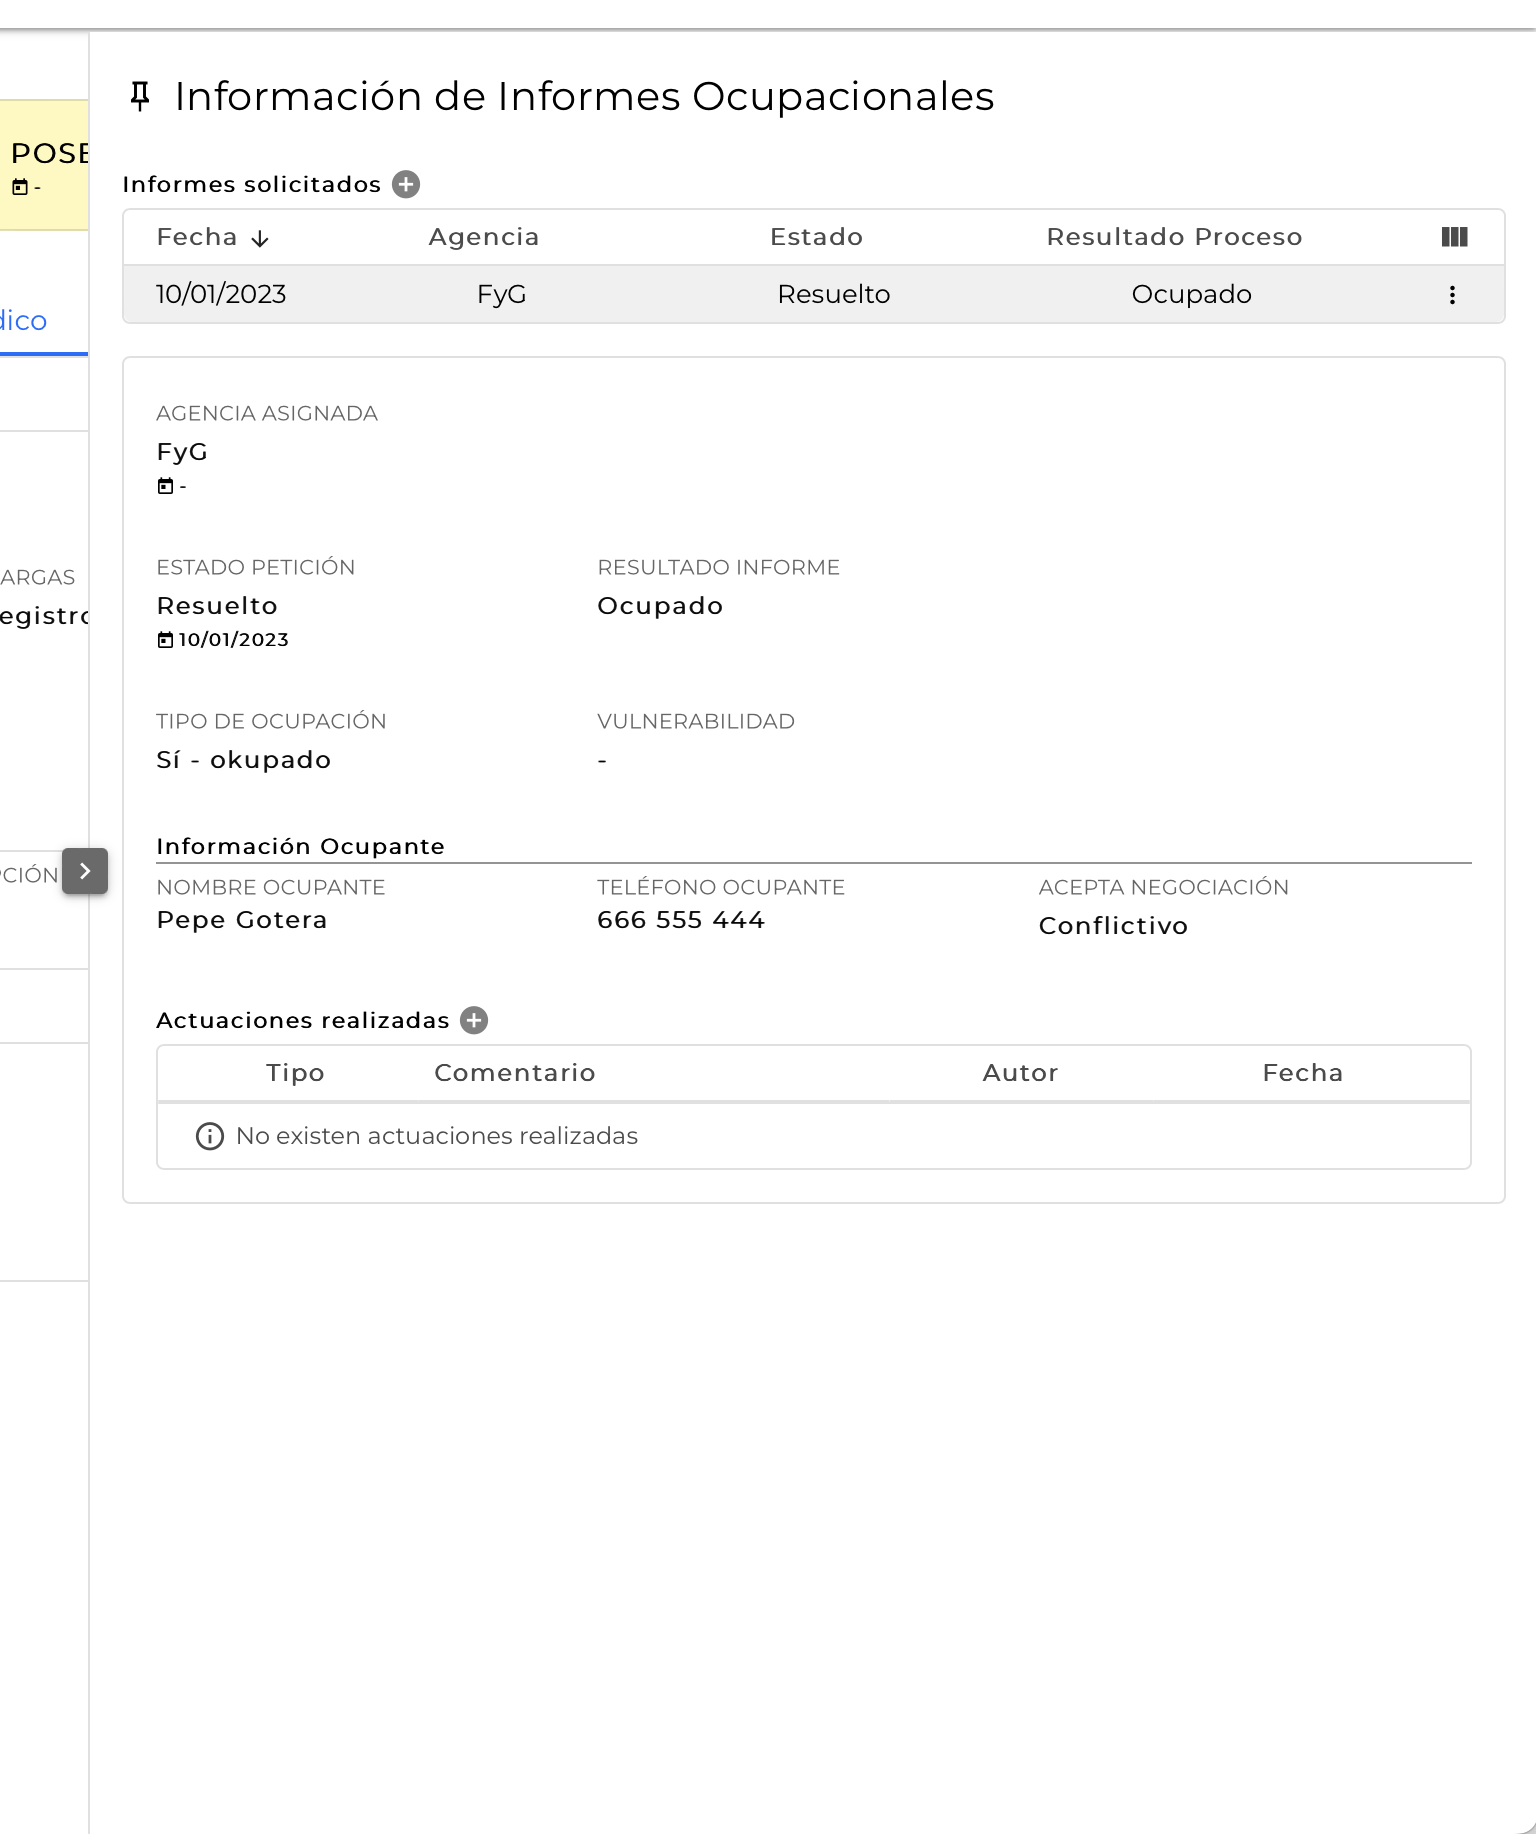 Información de Informes Ocupacionales
POSE
-
Informes solicitados
Fecha Agencia Estado Resultado Proceso
10/01/2023 FyG Resuelto Ocupado
dico
AGENCIA ASIGNADA
FyG
-
ESTADO PETICIÓN RESULTADO INFORME
Resuelto Ocupado
10/01/2023
ARGAS
egistro
TIPO DE OCUPACIÓN VULNERABILIDAD
Sí - okupado -
Información Ocupante
PCIÓN
NOMBRE OCUPANTE TELÉFONO OCUPANTE ACEPTA NEGOCIACIÓN
Pepe Gotera 666 555 444 Conflictivo
Actuaciones realizadas
Tipo Comentario Autor Fecha
No existen actuaciones realizadas